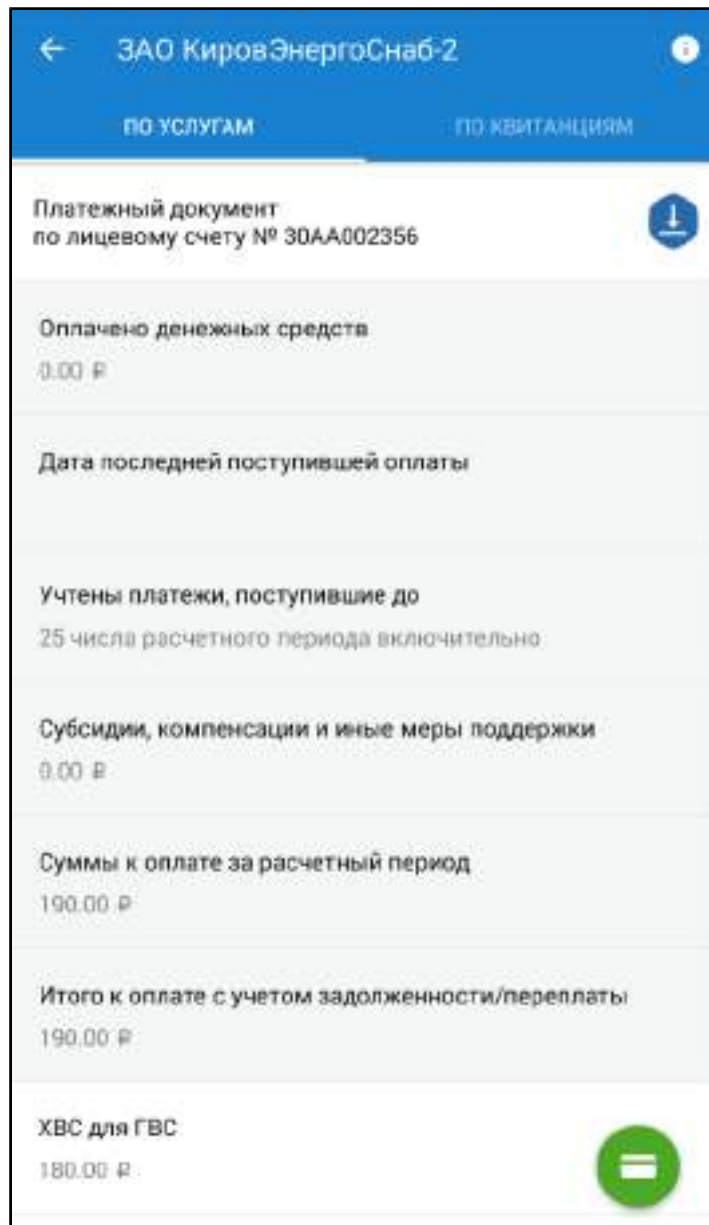 ЗАО КировЭнергоСнаб-2
ПО УСЛУГАМ
ПО КВИТАНЦИЯМ
Платежный документ
по лицевому счету № 30АА002356
Оплачено денежных средств
0.00 ₽
Дата последней поступившей оплаты
Учтены платежи, поступившие до
25 числа расчетного периода включительно
Субсидии, компенсации и иные меры поддержки
0.00 ₽
Суммы к оплате за расчетный период
190.00 ₽
Итого к оплате с учетом задолженности/переплаты
190.00 ₽
ХВС для ГВС
180.00 ₽